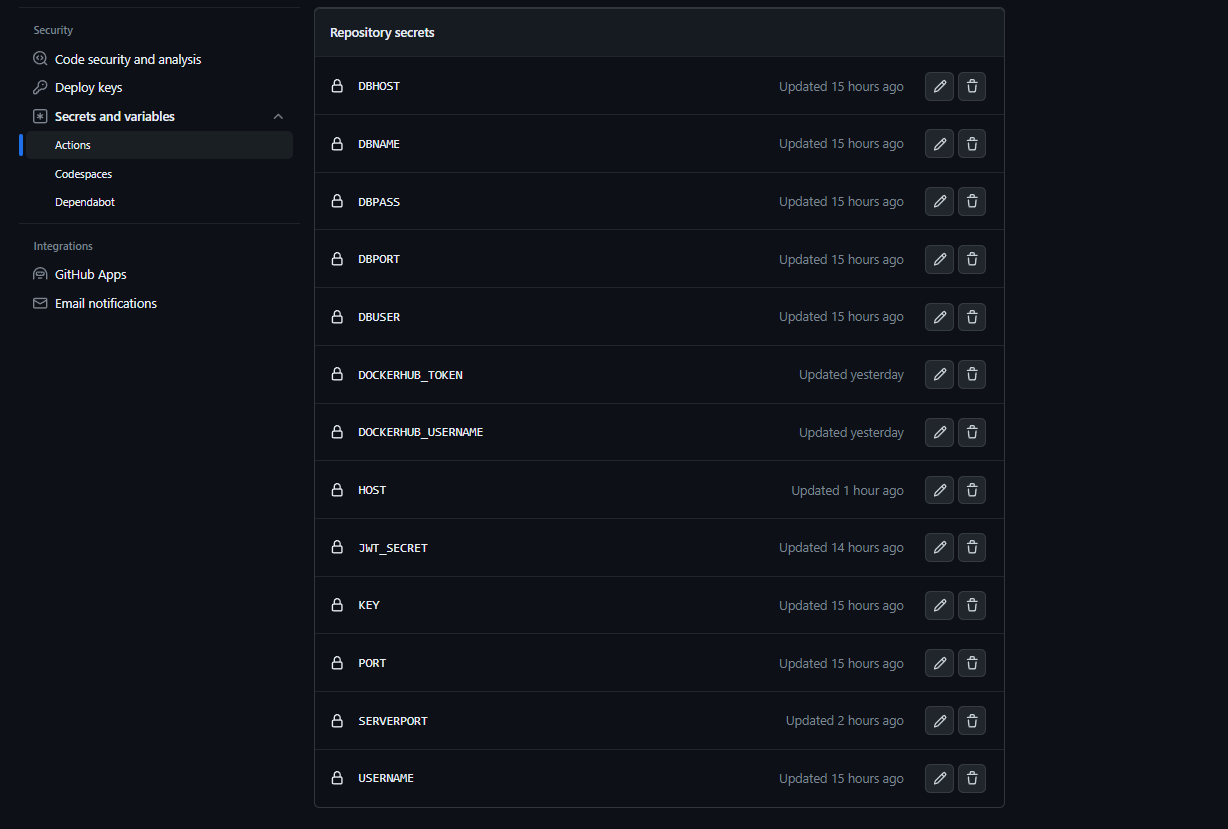 Security
Code security and analysis
Deploy keys
Secrets and variables
Actions
Codespaces
Dependabot
Integrations
GitHub Apps
Email notifications
Repository secrets
DBHOST Updated 15 hours ago
DBNAME Updated 15 hours ago
DBPASS Updated 15 hours ago
DBPORT Updated 15 hours ago
DBUSER Updated 15 hours ago
DOCKERHUB_TOKEN Updated yesterday
DOCKERHUB_USERNAME Updated yesterday
HOST Updated 1 hour ago
JWT_SECRET Updated 14 hours ago
KEY Updated 15 hours ago
PORT Updated 15 hours ago
SERVERPORT Updated 2 hours ago
USERNAME Updated 15 hours ago